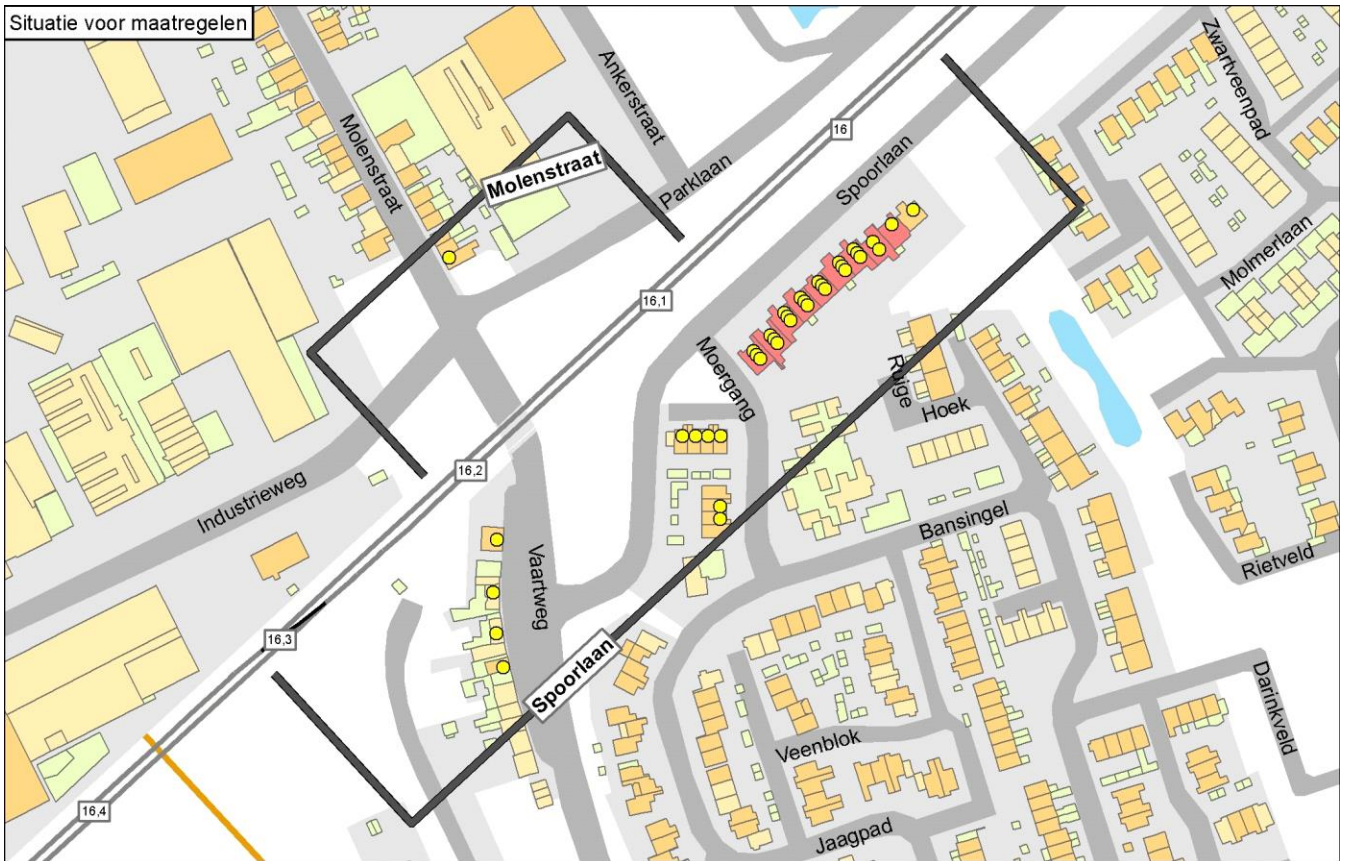 Situatie voor maatregelen
Zwartveenpad
Ankerstraat
Molenstraat
16
Molenstraat
Parklaan
Spoorlaan
Molmerlaan
16,1
Moergang
Ruige
Hoek
16,2
Industrieweg
Bansingel
Rietveld
Vaartweg
16,3
Spoorlaan
Darinkveld
Veenblok
16,4
Jaagpad